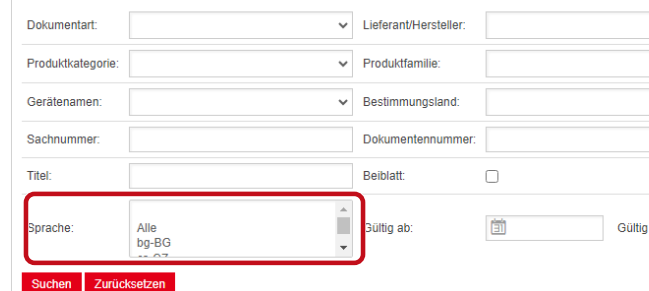 Dokumentart: Lieferant/Hersteller:
Produktkategorie: Produktfamilie:
Gerätenamen: Bestimmungsland:
Sachnummer: Dokumentennummer:
Titel: Beiblatt:
Sprache: Alle Gültig ab: 31 Gültig
bg-BG
Suchen Zurücksetzen